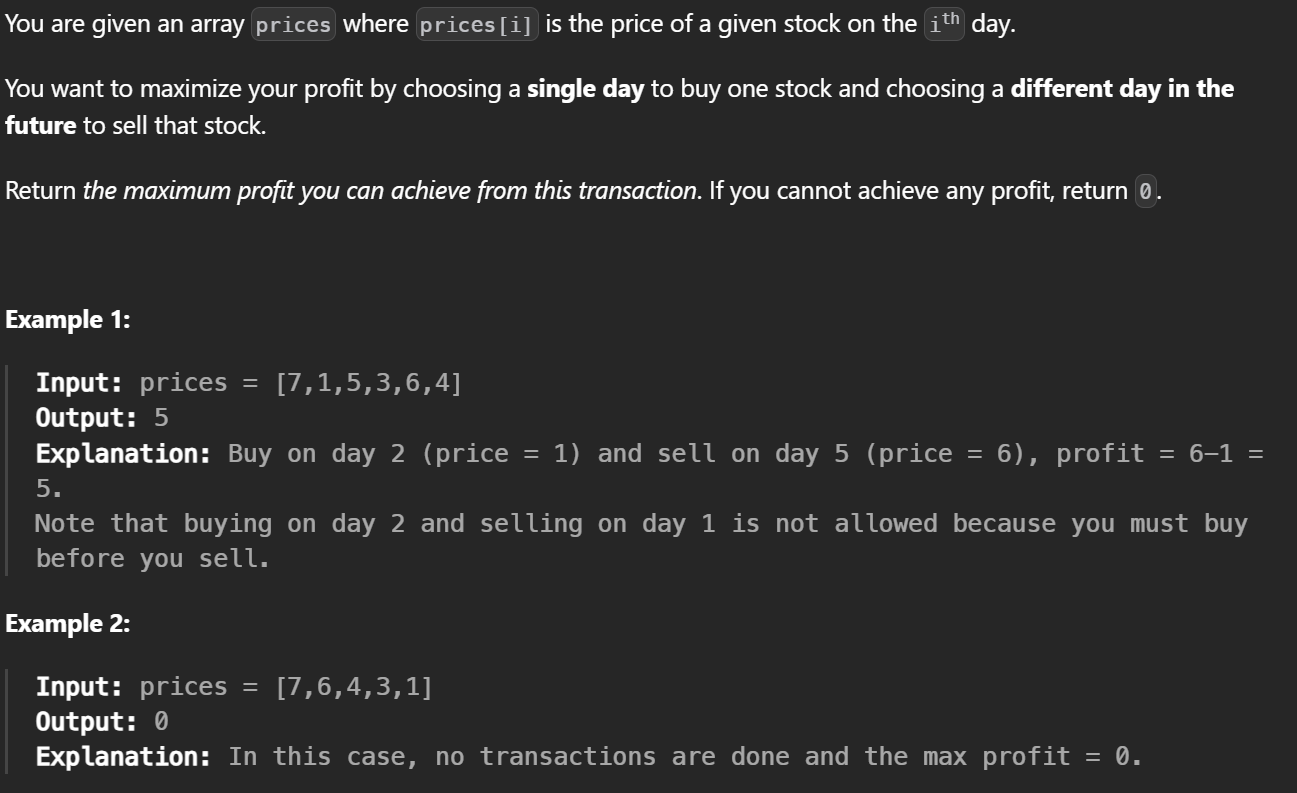 You are given an array prices where prices[i] is the price of a given stock on the ith day.
You want to maximize your profit by choosing a single day to buy one stock and choosing a different day in the
future to sell that stock.
Return the maximum profit you can achieve from this transaction. If you cannot achieve any profit, return 0.
Example 1:
Input: prices = [7,1,5,3,6,4]
Output: 5
Explanation: Buy on day 2 (price = 1) and sell on day 5 (price = 6), profit = 6-1 =
5.
Note that buying on day 2 and selling on day 1 is not allowed because you must buy
before you sell.
Example 2:
Input: prices = [7,6,4,3,1]
Output: 0
Explanation: In this case, no transactions are done and the max profit = 0.